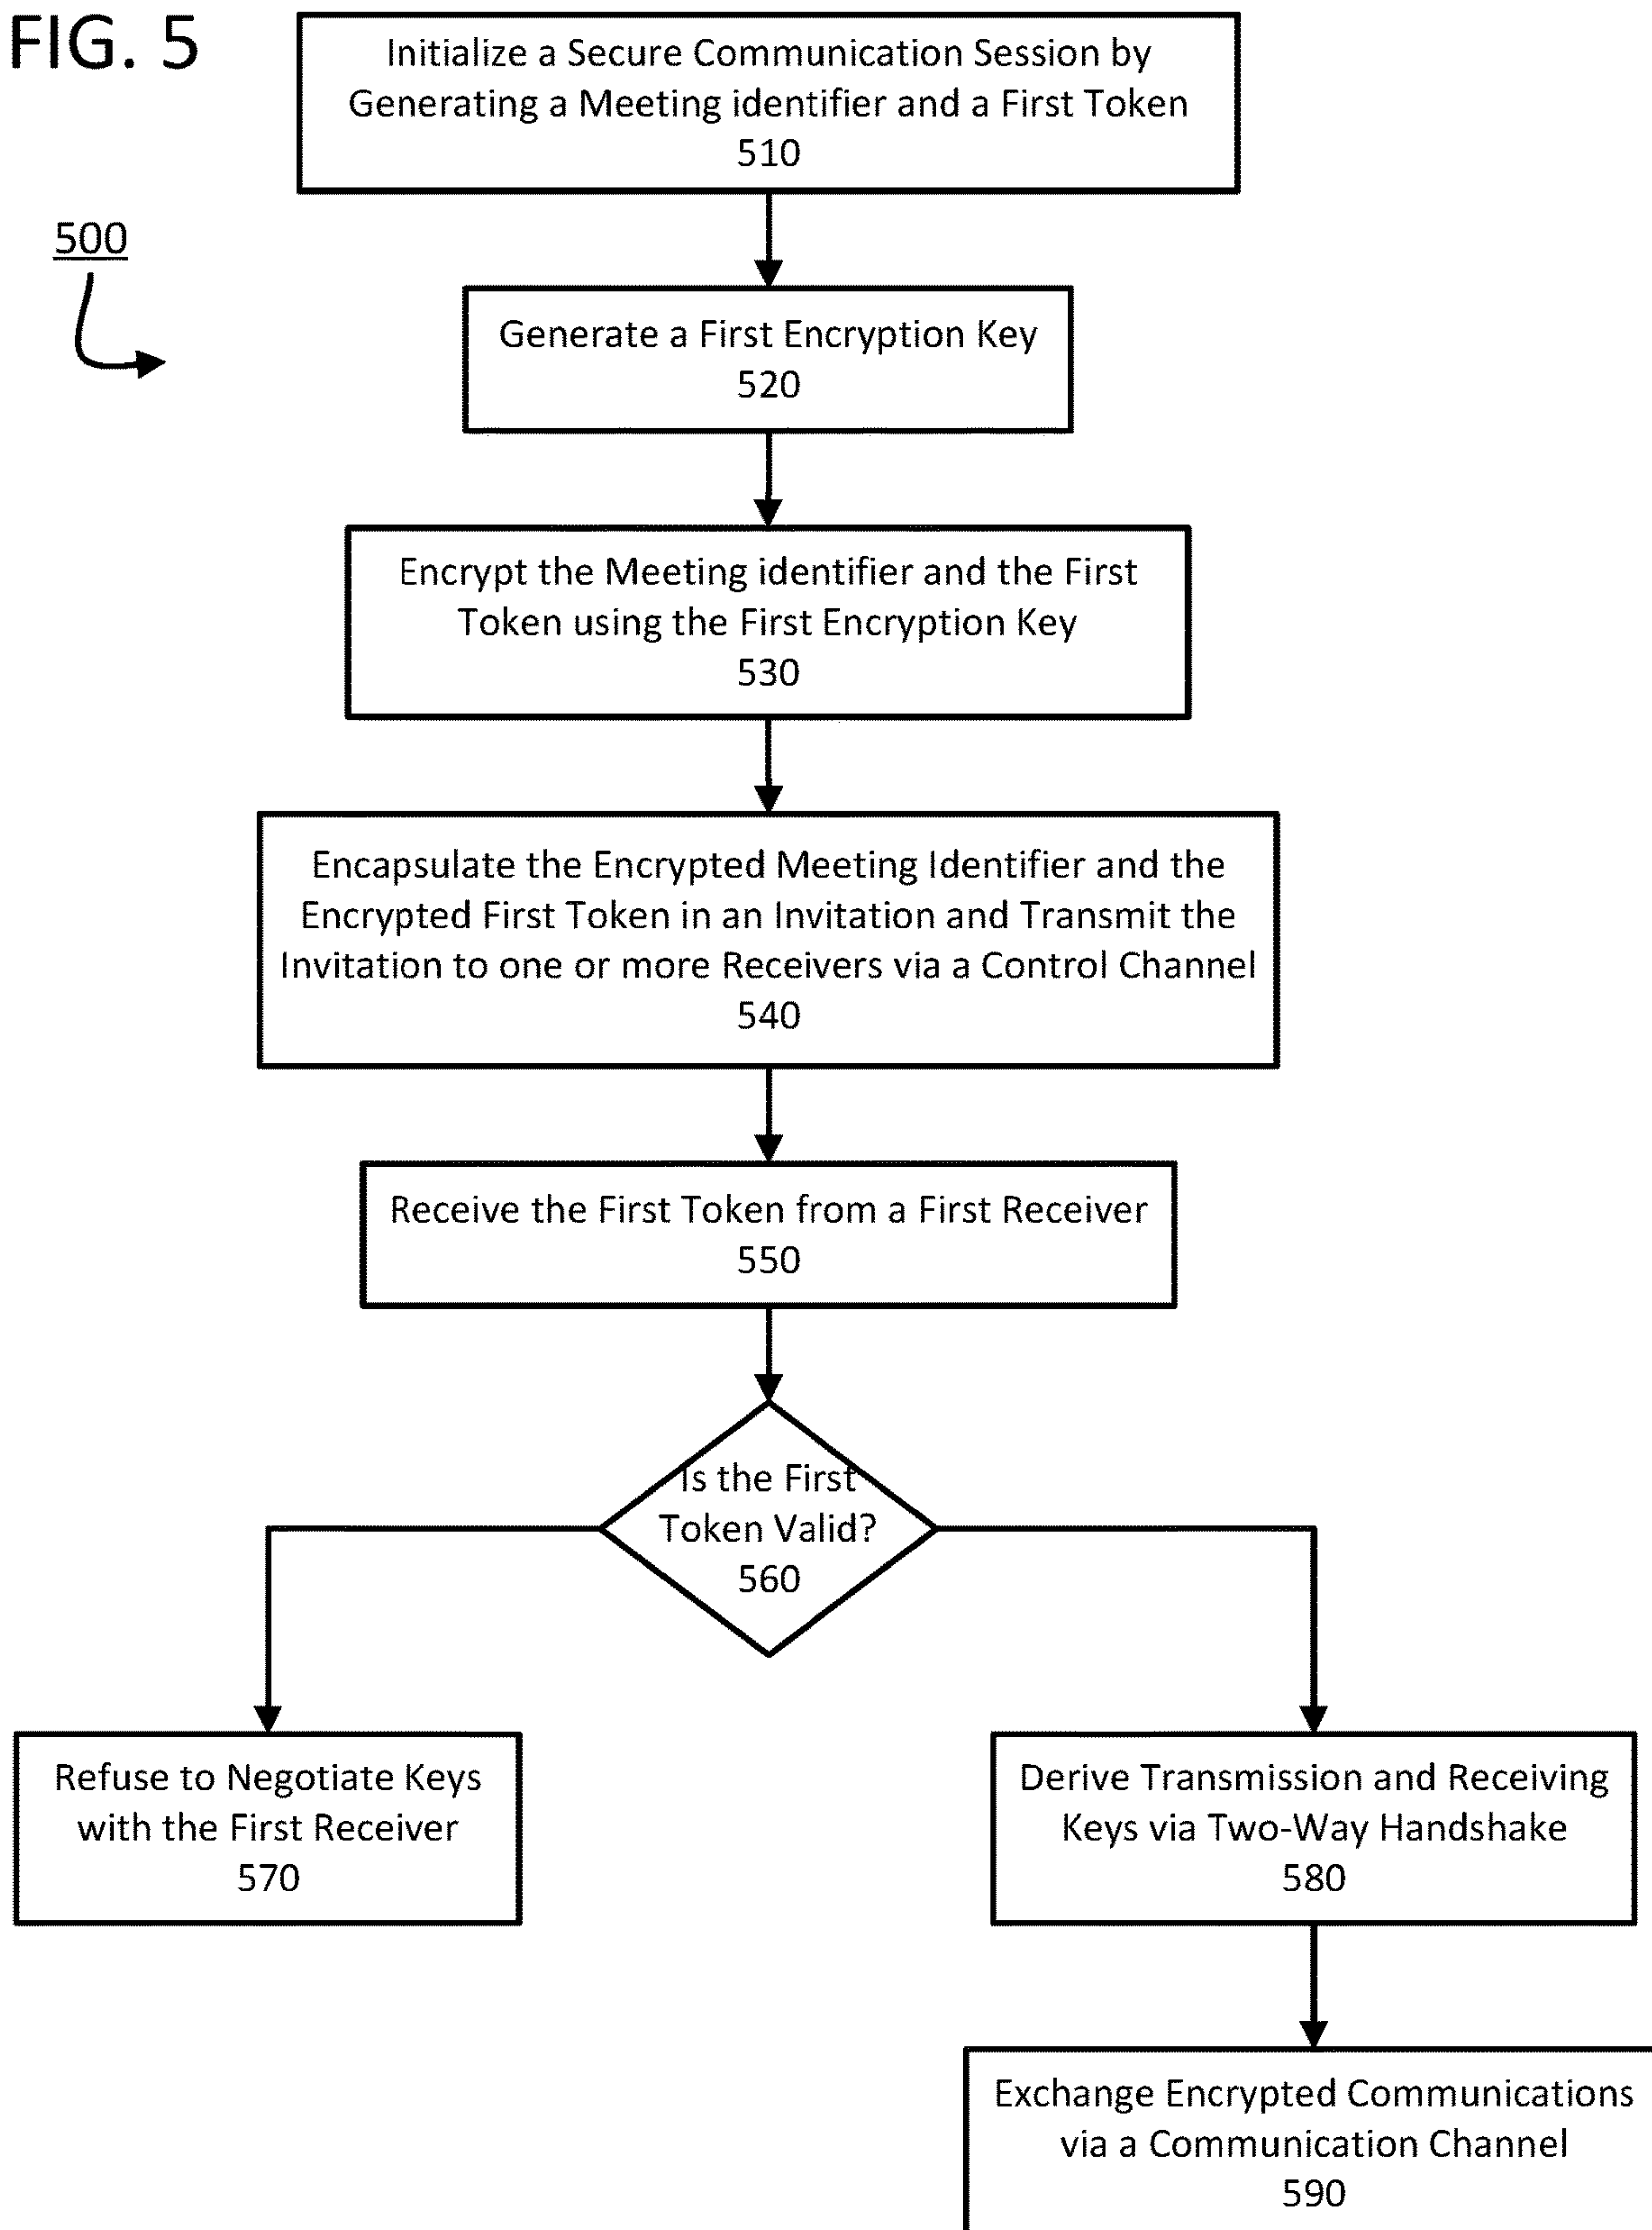 FIG. 5
Initialize a Secure Communication Session by
Generating a Meeting identifier and a First Token
510
500
Generate a First Encryption Key
520
Encrypt the Meeting identifier and the First
Token using the First Encryption Key
530
Encapsulate the Encrypted Meeting Identifier and the
Encrypted First Token in an Invitation and Transmit the
Invitation to one or more Receivers via a Control Channel
540
Receive the First Token from a First Receiver
550
Is the First
Token Valid?
560
Refuse to Negotiate Keys
with the First Receiver
570
Derive Transmission and Receiving
Keys via Two-Way Handshake
580
Exchange Encrypted Communications
via a Communication Channel
590